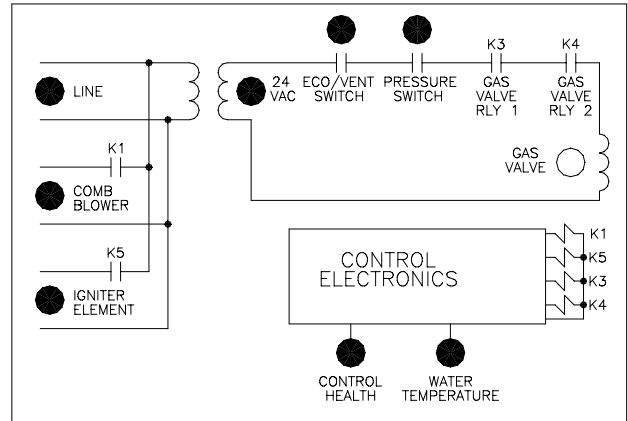 K3 K4
LINE
24 ECO/VENT PRESSURE GAS GAS
VAC SWITCH SWITCH VALVE VALVE
RLY 1 RLY 2
K1
GAS
VALVE
COMB
BLOWER
K1
K5
K5
K3
K4
CONTROL
ELECTRONICS
IGNITER
ELEMENT
CONTROL
HEALTH
WATER
TEMPERATURE